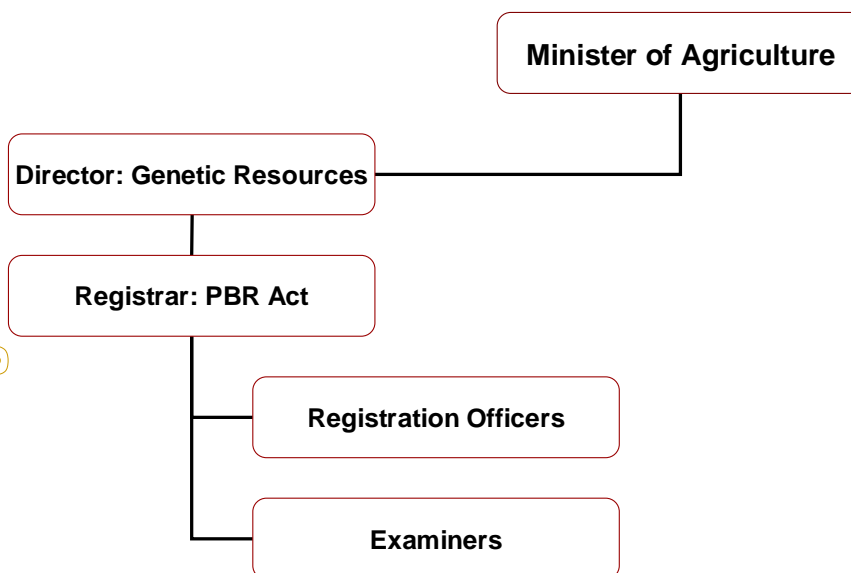 Minister of Agriculture
Director: Genetic Resources
Registrar: PBR Act
Registration Officers
Examiners